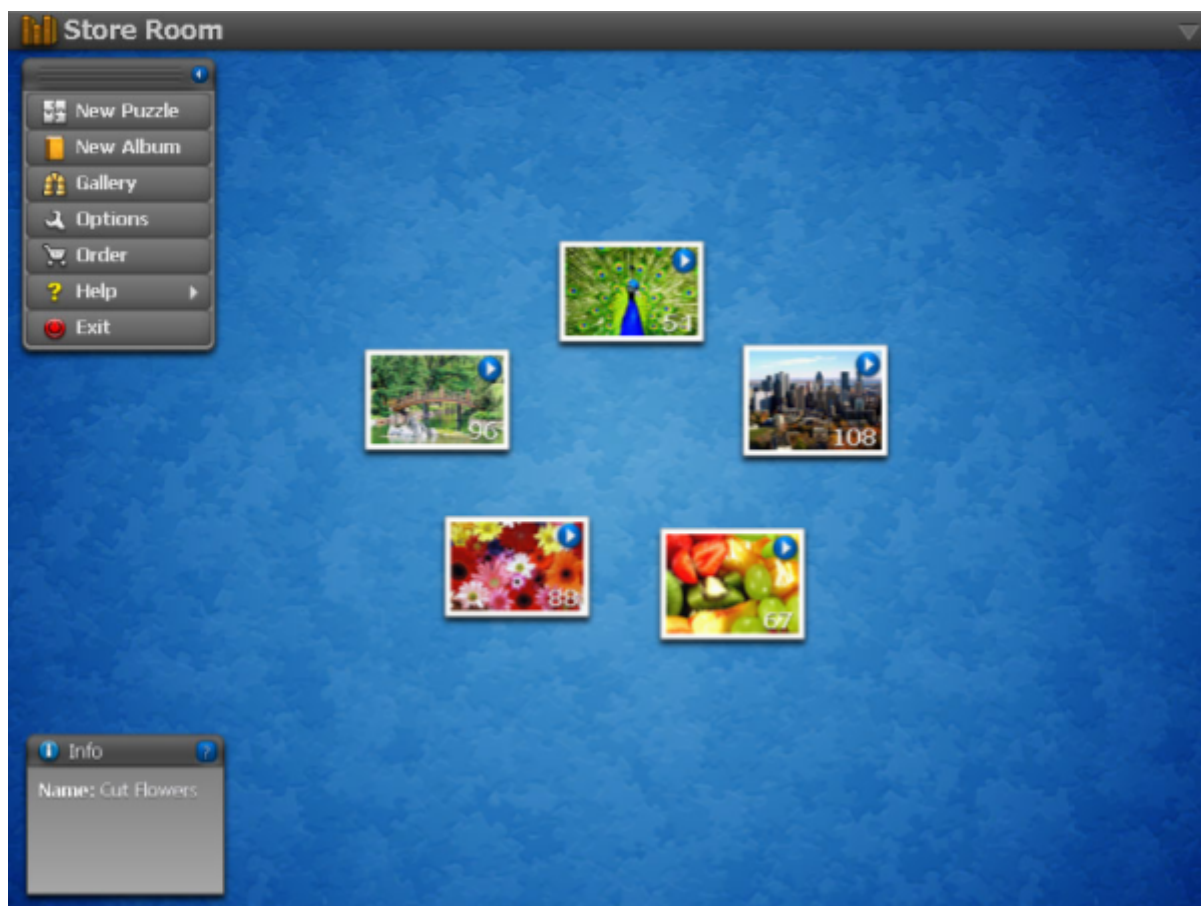 Store Room
New Puzzle
New Album
Gallery
Options
Order
? Help
Exit
54
96
108
88
67
Info ?
Name: Cut Flowers